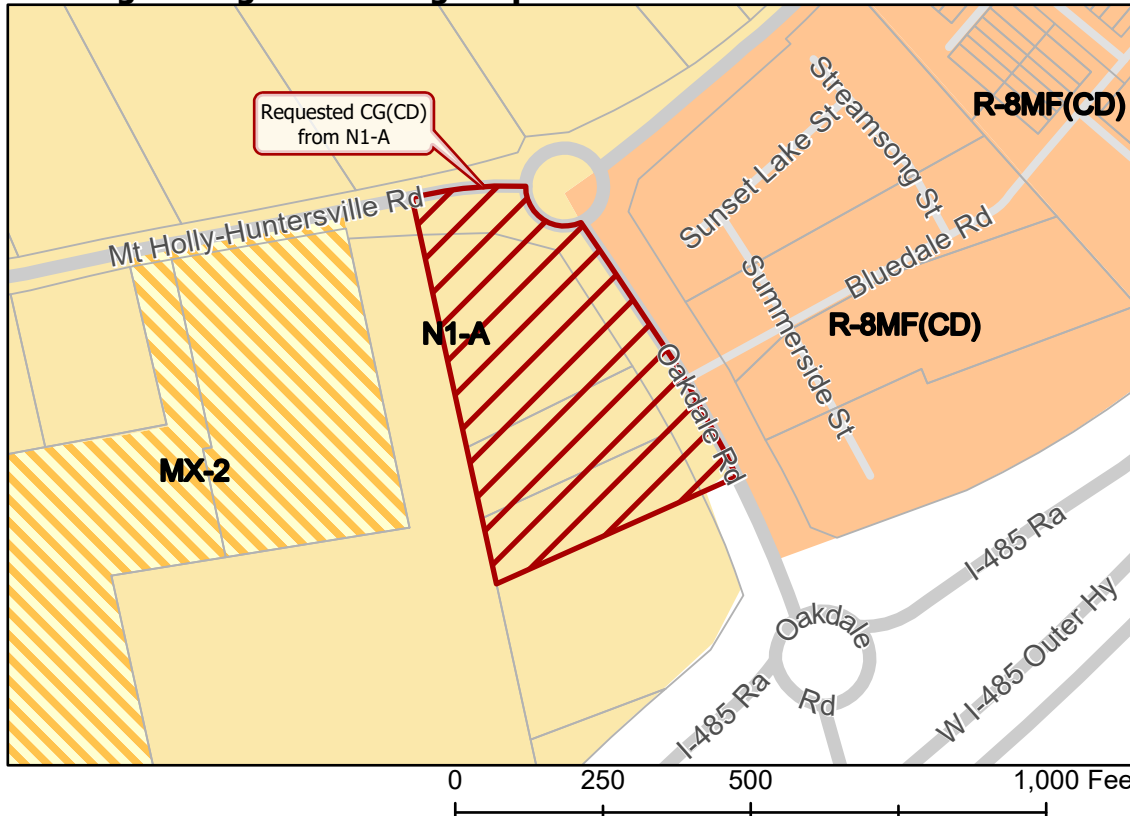 Requested CG(CD)
from N1-A
Mt Holly-Huntersville Rd
N1-A
MX-2
R-8MF(CD)
Streamsong St
Sunset Lake St
Bluedale Rd
Summerside St
R-8MF(CD)
Oakdale Rd
I-485 Ra
Oakdale
Rd
I-485 Ra
W I-485 Outer Hy
0 250 500 1,000 Fee